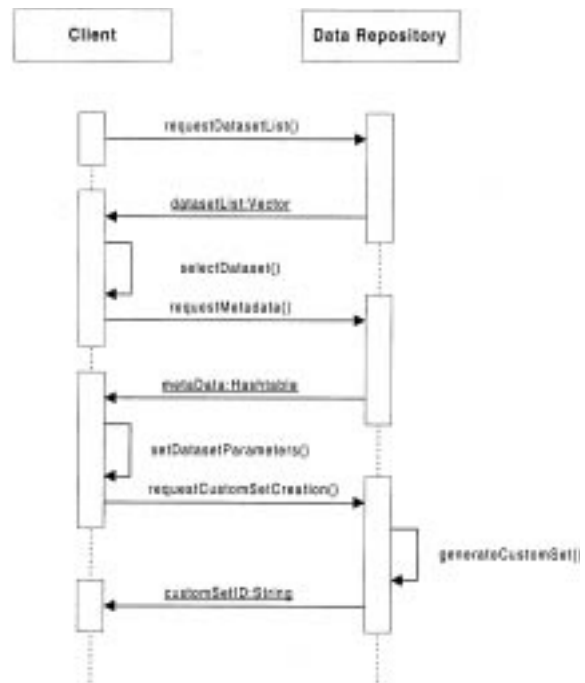 Client
Data Repository
requestDatasetList()
datasetList:Vector
selectDataset()
requestMetadata()
metaData:Hashtable
setDatasetParameters()
requestCustomSetCreation()
generateCustomSet()
customSetID:String